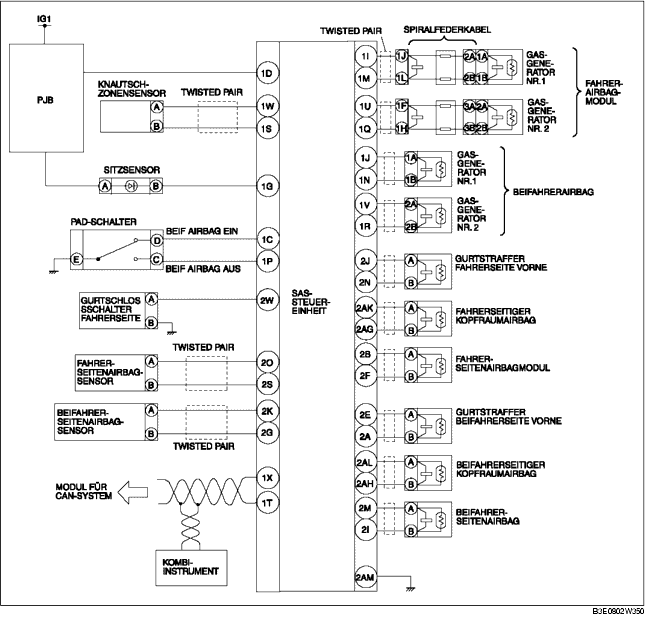 IG1
PJB
1D
KNAUTSCH-
ZONENSENSOR
TWISTED PAIR
A
B
1W
1S
SITZSENSOR
A
B
1G
PAD-SCHALTER
E
D
C
BEIF AIRBAG EIN
BEIF AIRBAG AUS
1C
1P
GURTSCHLOS
SSCHALTER
FAHRERSEITE
A
B
2W
SAS-
STEUER-
EINHEIT
TWISTED PAIR
FAHRER-
SEITENAIRBAG-
SENSOR
A
B
2O
2S
BEIFAHRER-
SEITENAIRBAG-
SENSOR
A
B
2K
2G
TWISTED PAIR
MODUL FÜR
CAN-SYSTEM
1X
1T
KOMBI-
INSTRUMENT
TWISTED PAIR
SPIRALFEDERKABEL
1I
1M
1J
1L
2A
1A
2B
1B
GAS-
GENE-
RATOR
NR.1
1U
1Q
1F
1H
3A
2A
3B
2B
GAS-
GENE-
RATOR
NR. 2
FAHRER-
AIRBAG-
MODUL
1J
1N
1A
1B
GAS-
GENE-
RATOR
NR.1
1V
1R
2A
2B
GAS-
GENE-
RATOR
NR. 2
BEIFAHRERAIRBAG
2J
2N
A
B
GURTSTRAFFER
FAHRERSEITE VORNE
2AK
2AG
A
B
FAHRERSEITIGER
KOPFRAUMAIRBAG
2B
2F
A
B
FAHRER-
SEITENAIRBAGMODUL
2E
2A
A
B
GURTSTRAFFER
BEIFAHRERSEITE VORNE
2AL
2AH
A
B
BEIFAHRERSEITIGER
KOPFRAUMAIRBAG
2M
2I
A
B
BEIFAHRER-
SEITENAIRBAG
2AM
B3E0802W350